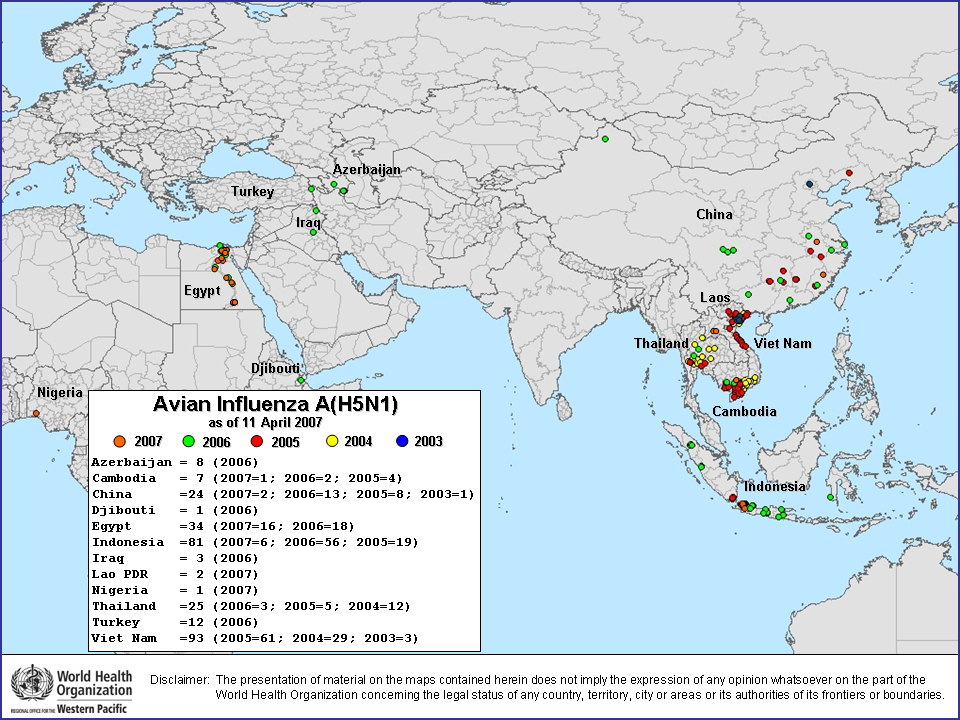 Azerbaijan
Turkey
Iraq
China
Egypt
Laos
Thailand
Viet Nam
Djibouti
Nigeria
Cambodia
Indonesia
Avian Influenza A(H5N1)
as of 11 April 2007
2007 2006 2005 2004 2003
Azerbaijan = 8 (2006)
Cambodia = 7 (2007=1; 2006=2; 2005=4)
China =24 (2007=2; 2006=13; 2005=8; 2003=1)
Djibouti = 1 (2006)
Egypt =34 (2007=16; 2006=18)
Indonesia =81 (2007=6; 2006=56; 2005=19)
Iraq = 3 (2006)
Lao PDR = 2 (2007)
Nigeria = 1 (2007)
Thailand =25 (2006=3; 2005=5; 2004=12)
Turkey =12 (2006)
Viet Nam =93 (2005=61; 2004=29; 2003=3)
World Health
Organization
REGIONAL OFFICE FOR THE Western Pacific
Disclaimer: The presentation of material on the maps contained herein does not imply the expression of any opinion whatsoever on the part of the
World Health Organization concerning the legal status of any country, territory, city or areas or its authorities of its frontiers or boundaries.